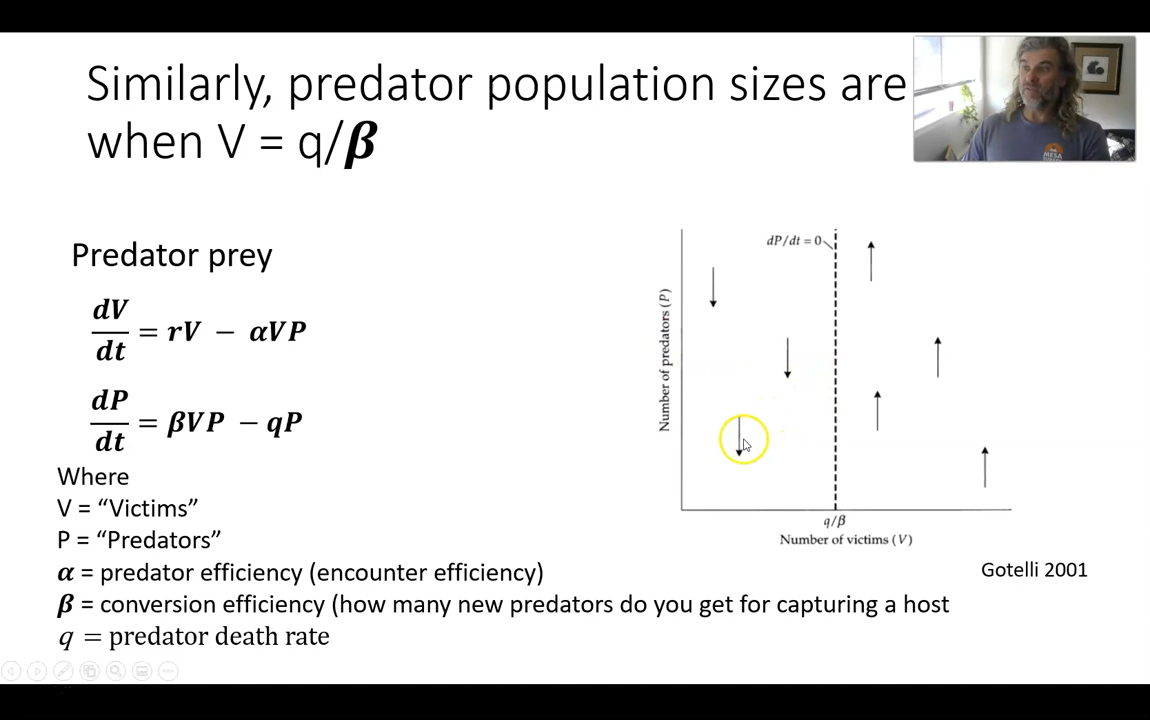 Similarly, predator population sizes are
when V = q/β
Predator prey
dV/dt = rV − αVP
dP/dt = βVP − qP
Where
V = “Victims”
P = “Predators”
α = predator efficiency (encounter efficiency)
β = conversion efficiency (how many new predators do you get for capturing a host
q = predator death rate
dP/dt = 0
Number of predators (P)
q/β
Number of victims (V)
Gotelli 2001
MESA